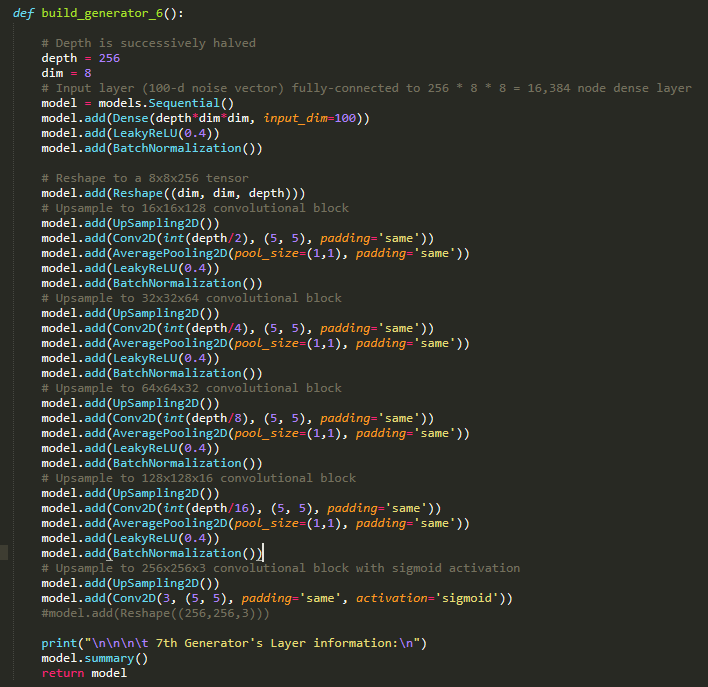 def build_generator_6():
# Depth is successively halved
depth = 256
dim = 8
# Input layer (100-d noise vector) fully-connected to 256 * 8 * 8 = 16,384 node dense layer
model = models.Sequential()
model.add(Dense(depth*dim*dim, input_dim=100))
model.add(LeakyReLU(0.4))
model.add(BatchNormalization())
# Reshape to a 8x8x256 tensor
model.add(Reshape((dim, dim, depth)))
# Upsample to 16x16x128 convolutional block
model.add(UpSampling2D())
model.add(Conv2D(int(depth/2), (5, 5), padding='same'))
model.add(AveragePooling2D(pool_size=(1,1), padding='same'))
model.add(LeakyReLU(0.4))
model.add(BatchNormalization())
# Upsample to 32x32x64 convolutional block
model.add(UpSampling2D())
model.add(Conv2D(int(depth/4), (5, 5), padding='same'))
model.add(AveragePooling2D(pool_size=(1,1), padding='same'))
model.add(LeakyReLU(0.4))
model.add(BatchNormalization())
# Upsample to 64x64x32 convolutional block
model.add(UpSampling2D())
model.add(Conv2D(int(depth/8), (5, 5), padding='same'))
model.add(AveragePooling2D(pool_size=(1,1), padding='same'))
model.add(LeakyReLU(0.4))
model.add(BatchNormalization())
# Upsample to 128x128x16 convolutional block
model.add(UpSampling2D())
model.add(Conv2D(int(depth/16), (5, 5), padding='same'))
model.add(AveragePooling2D(pool_size=(1,1), padding='same'))
model.add(LeakyReLU(0.4))
model.add(BatchNormalization())
# Upsample to 256x256x3 convolutional block with sigmoid activation
model.add(UpSampling2D())
model.add(Conv2D(3, (5, 5), padding='same', activation='sigmoid'))
#model.add(Reshape((256,256,3)))
print("\n\n\n\t 7th Generator's Layer information:\n")
model.summary()
return model